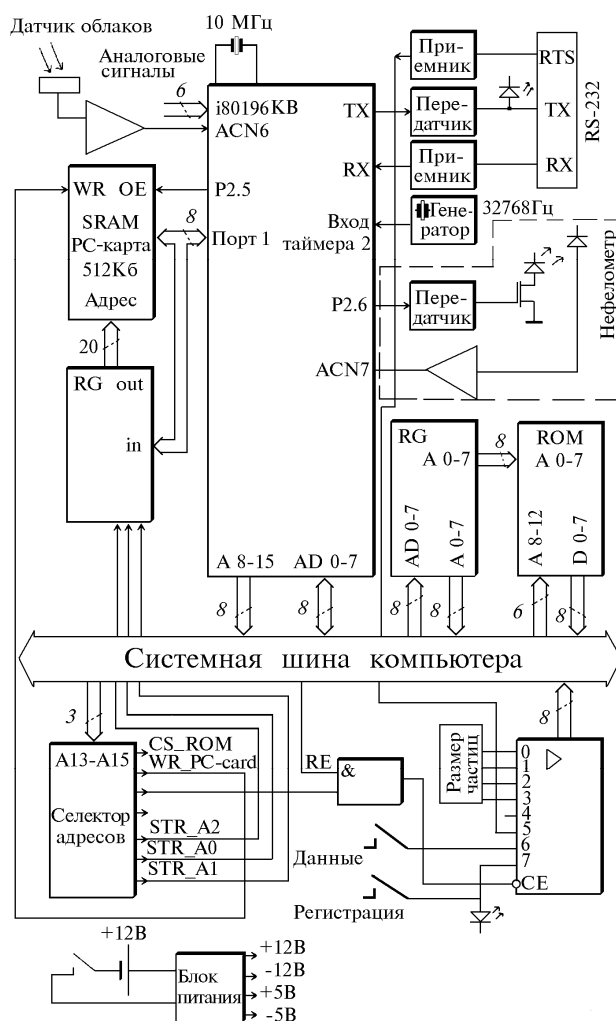 Датчик облаков
10 МГц
Аналоговые
сигналы
6
i80196KB
ACN6
TX
RX
P2.5
Порт 1
Вход
таймера 2
P2.6
ACN7
A 8-15
AD 0-7
При-
емник
Пере-
датчик
При-
емник
RTS
TX
RX
RS-232
Гене-
ратор
32768Гц
Пере-
датчик
Нефелометр
WR OE
SRAM
PC-карта
512Кб
Адрес
8
20
RG out
in
RG
A 0-7
AD 0-7
A 0-7
8
ROM
A 0-7
A 8-12
D 0-7
8
8
8
8
6
8
Системная шина компьютера
3
A13-A15
Селектор
адресов
CS_ROM
WR_PC-card
STR_A2
STR_A0
STR_A1
RE
&
Размер
частиц
8
0
1
2
3
4
5
6
7
CE
Данные
Регистрация
+12В
Блок
питания
+12В
-12В
+5В
-5В